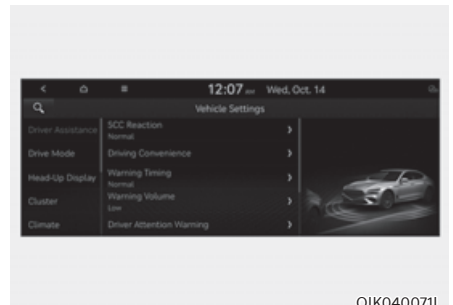 12:07 AM Wed, Oct. 14
Vehicle Settings
Driver Assistance
SCC Reaction
Normal
Drive Mode
Driving Convenience
Head-Up Display
Warning Timing
Normal
Cluster
Warning Volume
Low
Climate
Driver Attention Warning
OIK040071L